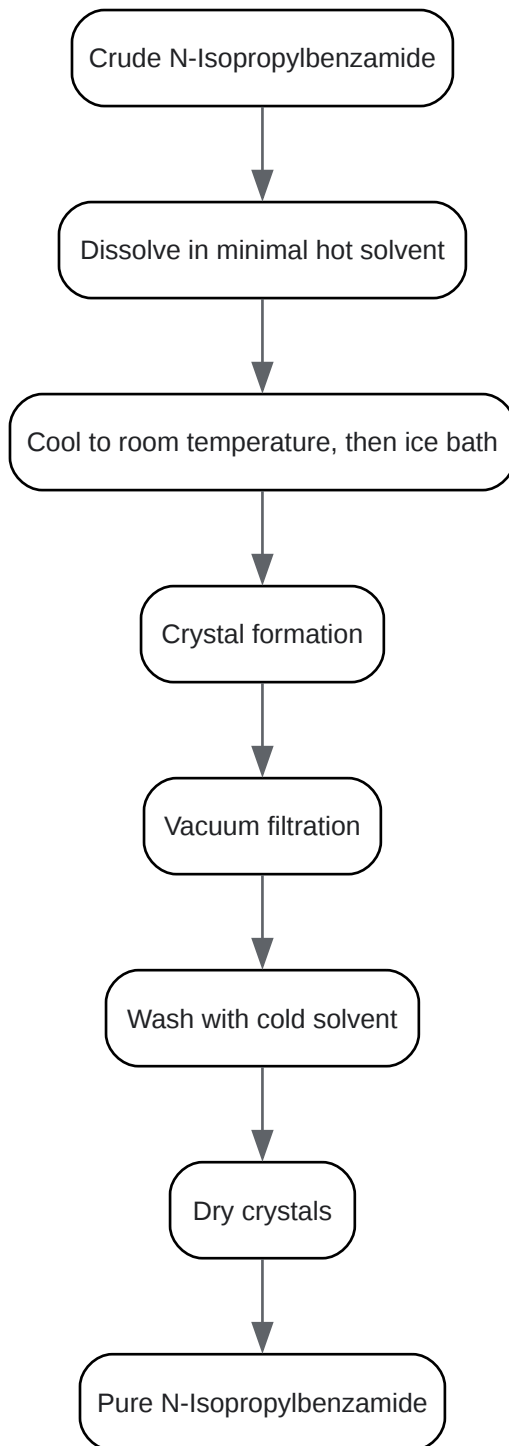 Crude N-Isopropylbenzamide
Dissolve in minimal hot solvent
Cool to room temperature, then ice bath
Crystal formation
Vacuum filtration
Wash with cold solvent
Dry crystals
Pure N-Isopropylbenzamide